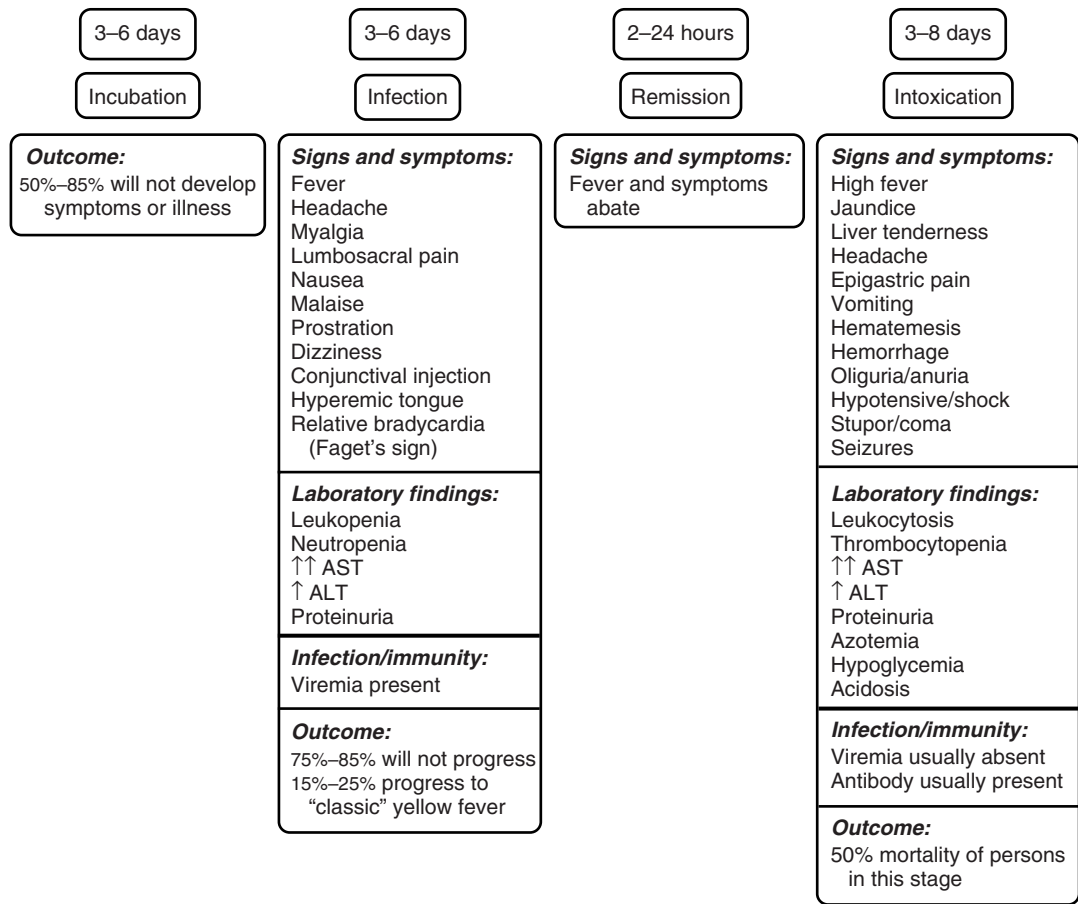 3–6 days
Incubation
Outcome:
50%–85% will not develop
symptoms or illness
3–6 days
Infection
Signs and symptoms:
Fever
Headache
Myalgia
Lumbosacral pain
Nausea
Malaise
Prostration
Dizziness
Conjunctival injection
Hyperemic tongue
Relative bradycardia
(Faget's sign)
Laboratory findings:
Leukopenia
Neutropenia
↑↑ AST
↑ ALT
Proteinuria
Infection/immunity:
Viremia present
Outcome:
75%–85% will not progress
15%–25% progress to
“classic” yellow fever
2–24 hours
Remission
Signs and symptoms:
Fever and symptoms
abate
3–8 days
Intoxication
Signs and symptoms:
High fever
Jaundice
Liver tenderness
Headache
Epigastric pain
Vomiting
Hematemesis
Hemorrhage
Oliguria/anuria
Hypotensive/shock
Stupor/coma
Seizures
Laboratory findings:
Leukocytosis
Thrombocytopenia
↑↑ AST
↑ ALT
Proteinuria
Azotemia
Hypoglycemia
Acidosis
Infection/immunity:
Viremia usually absent
Antibody usually present
Outcome:
50% mortality of persons
in this stage